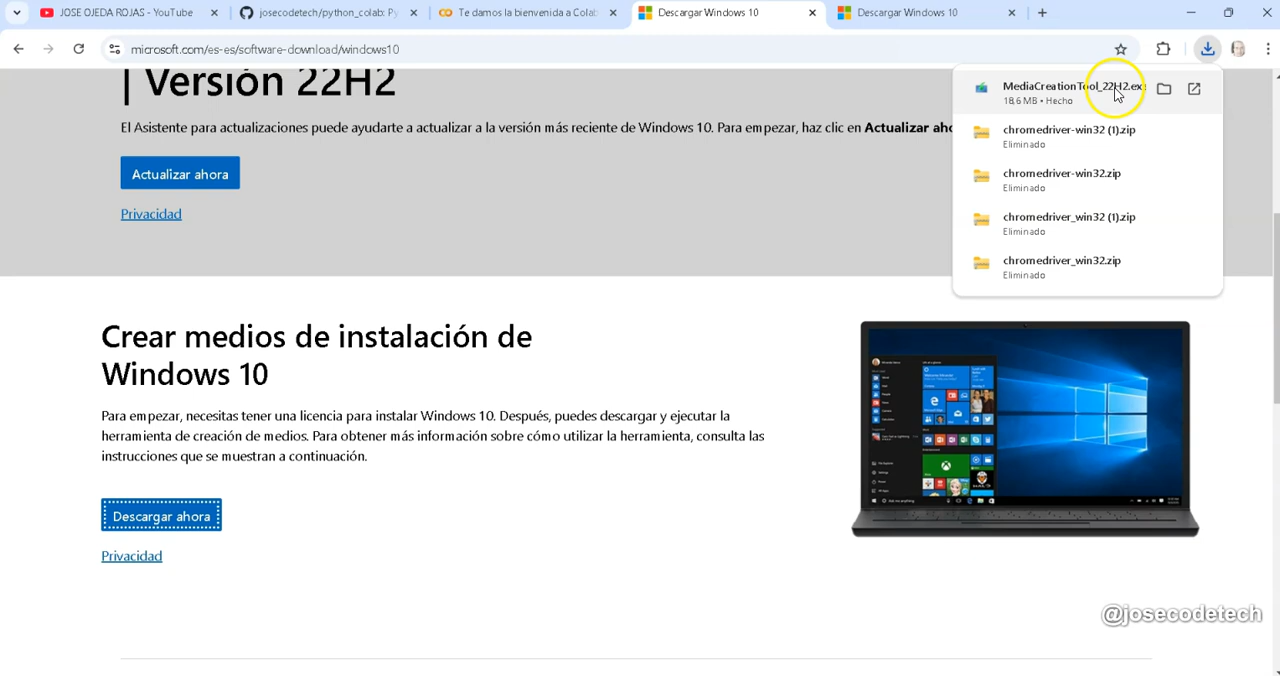 JOSE OJEDA ROJAS - YouTube
josecodetech/python_colab: Py
Te damos la bienvenida a Colab
Descargar Windows 10
Descargar Windows 10
microsoft.com/es-es/software-download/windows10
| Versión 22H2
El Asistente para actualizaciones puede ayudarte a actualizar a la versión más reciente de Windows 10. Para empezar, haz clic en Actualizar aho
Actualizar ahora
Privacidad
MediaCreationTool_22H2.exe
18,6 MB • Hecho
chromedriver-win32 (1).zip
Eliminado
chromedriver-win32.zip
Eliminado
chromedriver_win32 (1).zip
Eliminado
chromedriver_win32.zip
Eliminado
Crear medios de instalación de
Windows 10
Para empezar, necesitas tener una licencia para instalar Windows 10. Después, puedes descargar y ejecutar la
herramienta de creación de medios. Para obtener más información sobre cómo utilizar la herramienta, consulta las
instrucciones que se muestran a continuación.
Descargar ahora
Privacidad
@josecodetech